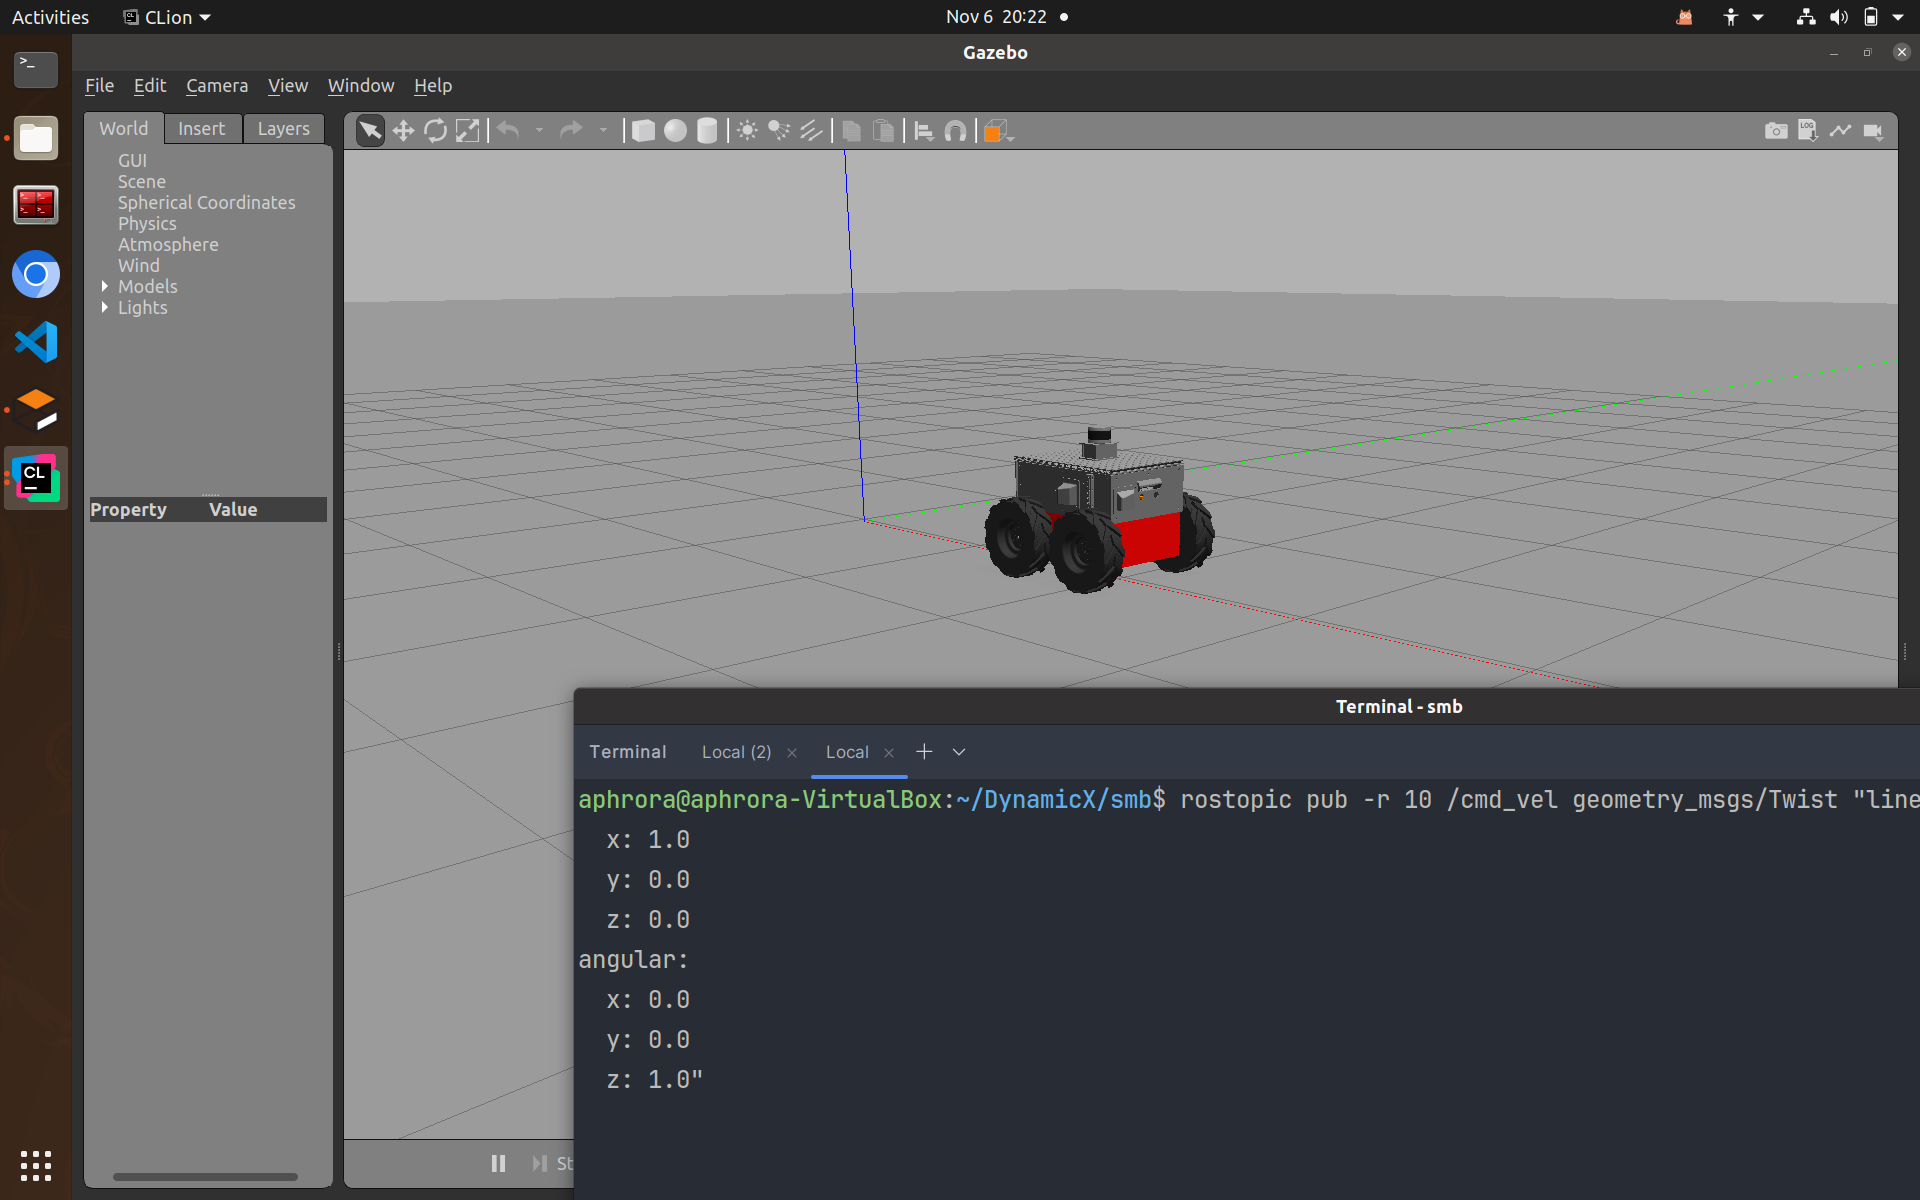 Activities CLion Nov 6 20:22
Gazebo
File Edit Camera View Window Help
World Insert Layers
GUI
Scene
Spherical Coordinates
Physics
Atmosphere
Wind
Models
Lights
Property Value
LOG
CL
Terminal - smb
Terminal Local (2) Local
aphrora@aphrora-VirtualBox:~/DynamicX/smb$ rostopic pub -r 10 /cmd_vel geometry_msgs/Twist "line
x: 1.0
y: 0.0
z: 0.0
angular:
x: 0.0
y: 0.0
z: 1.0"
St